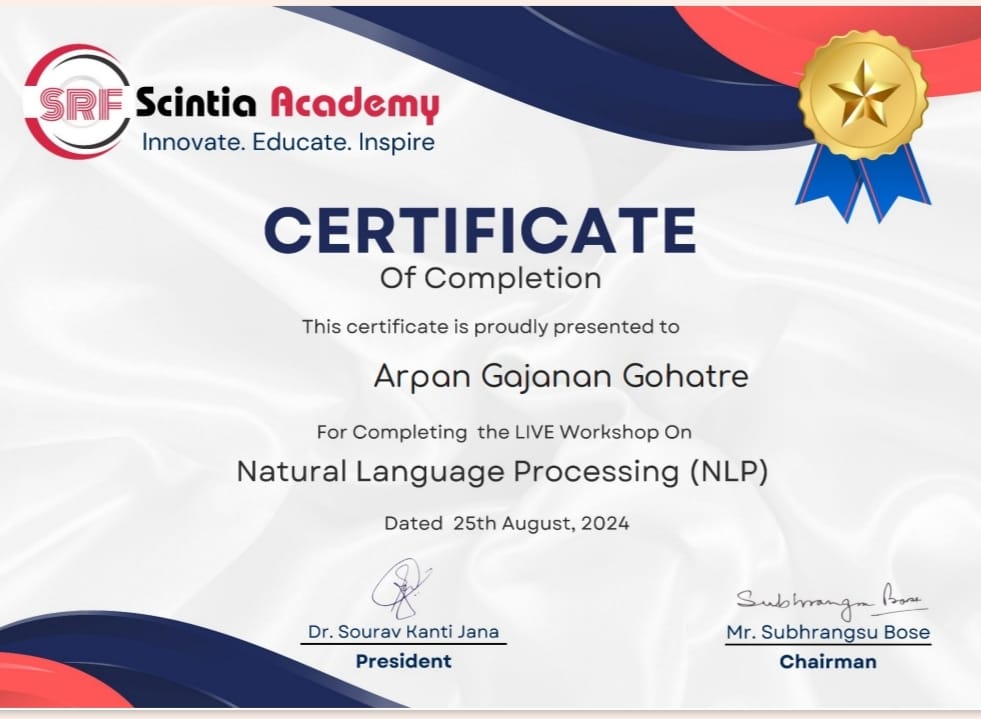 SRF Scintia Academy
Innovate. Educate. Inspire
CERTIFICATE
Of Completion
This certificate is proudly presented to
Arpan Gajanan Gohatre
For Completing the LIVE Workshop On
Natural Language Processing (NLP)
Dated 25th August, 2024
Subhrangsu Bose
Dr. Sourav Kanti Jana
Mr. Subhrangsu Bose
President
Chairman